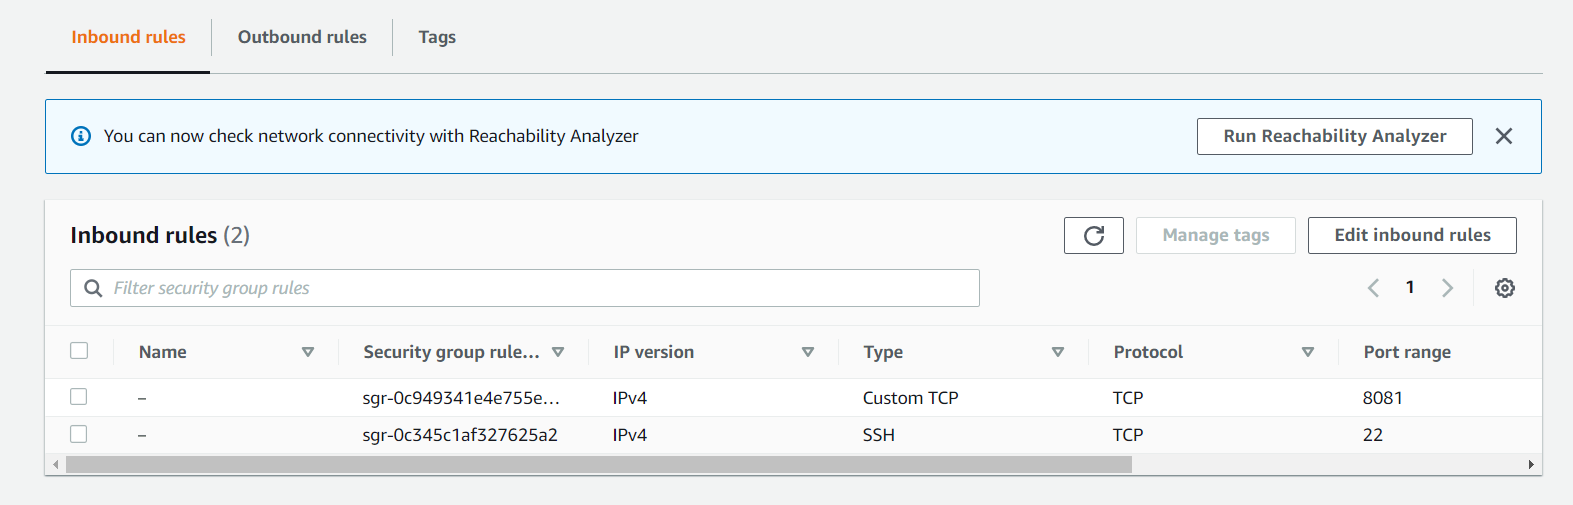 Inbound rules Outbound rules Tags
You can now check network connectivity with Reachability Analyzer Run Reachability Analyzer
Inbound rules (2) Manage tags Edit inbound rules
Filter security group rules 1
Name Security group rule... IP version Type Protocol Port range
– sgr-0c949341e4e755e... IPv4 Custom TCP TCP 8081
– sgr-0c345c1af327625a2 IPv4 SSH TCP 22